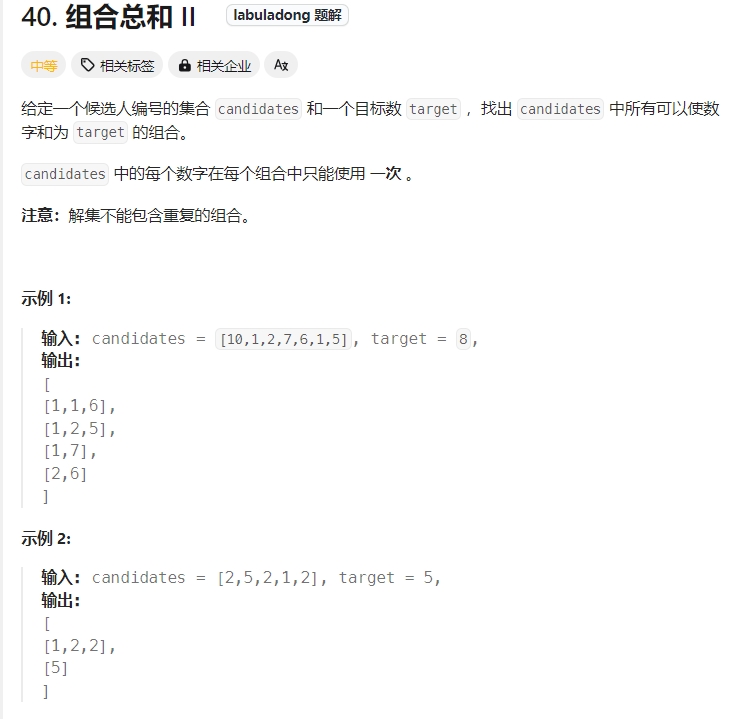 40. 组合总和 II labuladong 题解
中等 相关标签 相关企业 Ax
给定一个候选人编号的集合 candidates 和一个目标数 target ，找出 candidates 中所有可以使数
字和为 target 的组合。
candidates 中的每个数字在每个组合中只能使用 一次 。
注意：解集不能包含重复的组合。
示例 1:
输入: candidates = [10,1,2,7,6,1,5], target = 8,
输出:
[
[1,1,6],
[1,2,5],
[1,7],
[2,6]
]
示例 2:
输入: candidates = [2,5,2,1,2], target = 5,
输出:
[
[1,2,2],
[5]
]